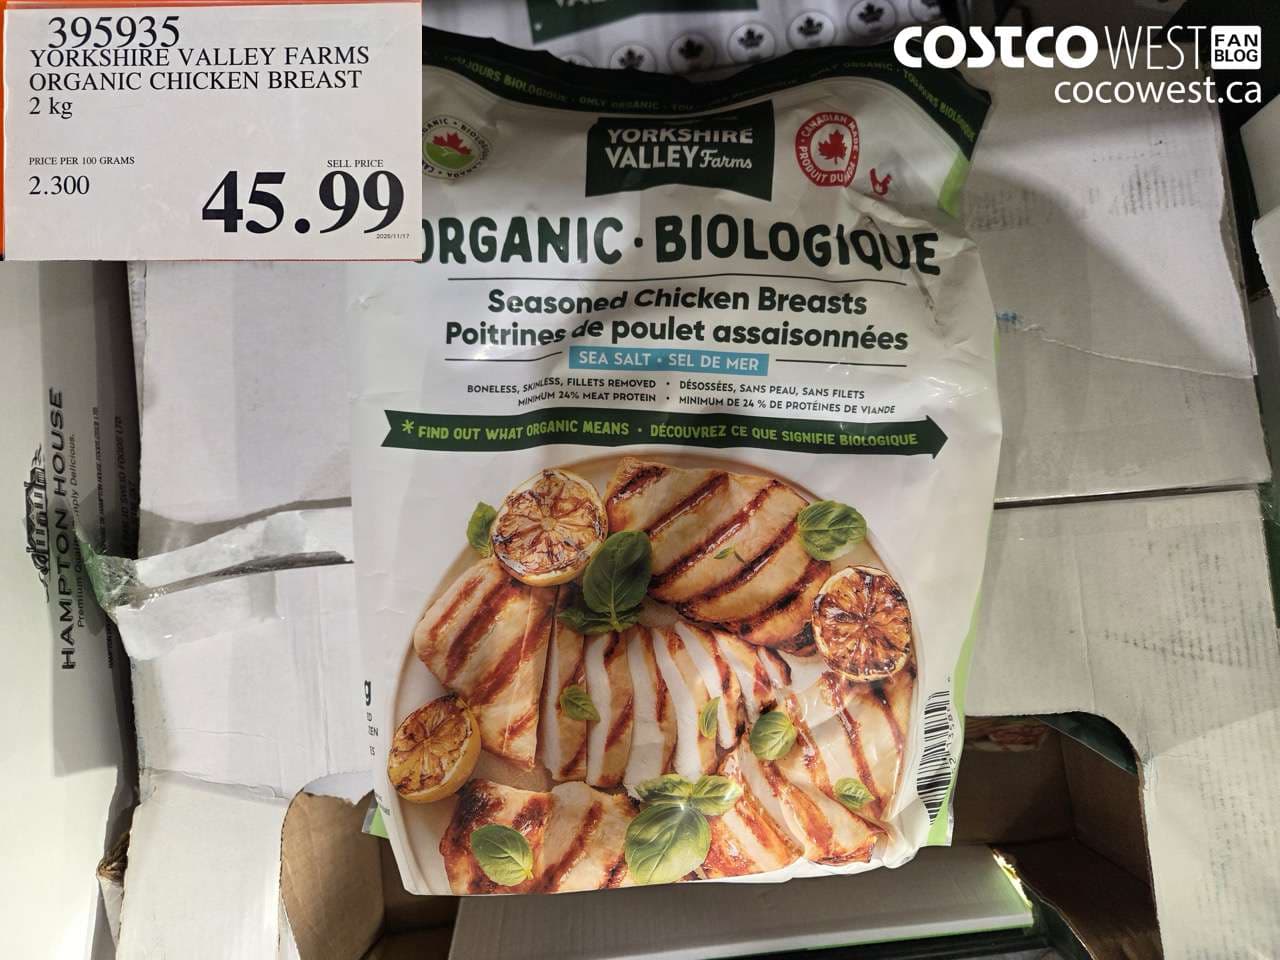 395935
YORKSHIRE VALLEY FARMS
ORGANIC CHICKEN BREAST
2 kg
PRICE PER 100 GRAMS
SELL PRICE
2.300
45.99
COSTCO WEST FAN BLOG
cocowest.ca
YORKSHIRE
VALLEY Farms
CANADIAN MADE
ORGANIC · BIOLOGIQUE
Seasoned Chicken Breasts
Poitrines de poulet assaisonnées
SEA SALT · SEL DE MER
BONELESS, SKINLESS, FILLETS REMOVED • DÉSOSSÉES, SANS PEAU, SANS FILETS
MINIMUM 24% MEAT PROTEIN • MINIMUM DE 24 % DE PROTÉINES DE VIANDE
*FIND OUT WHAT ORGANIC MEANS · DÉCOUVREZ CE QUE SIGNIFIE BIOLOGIQUE
HAMPTON HOUSE